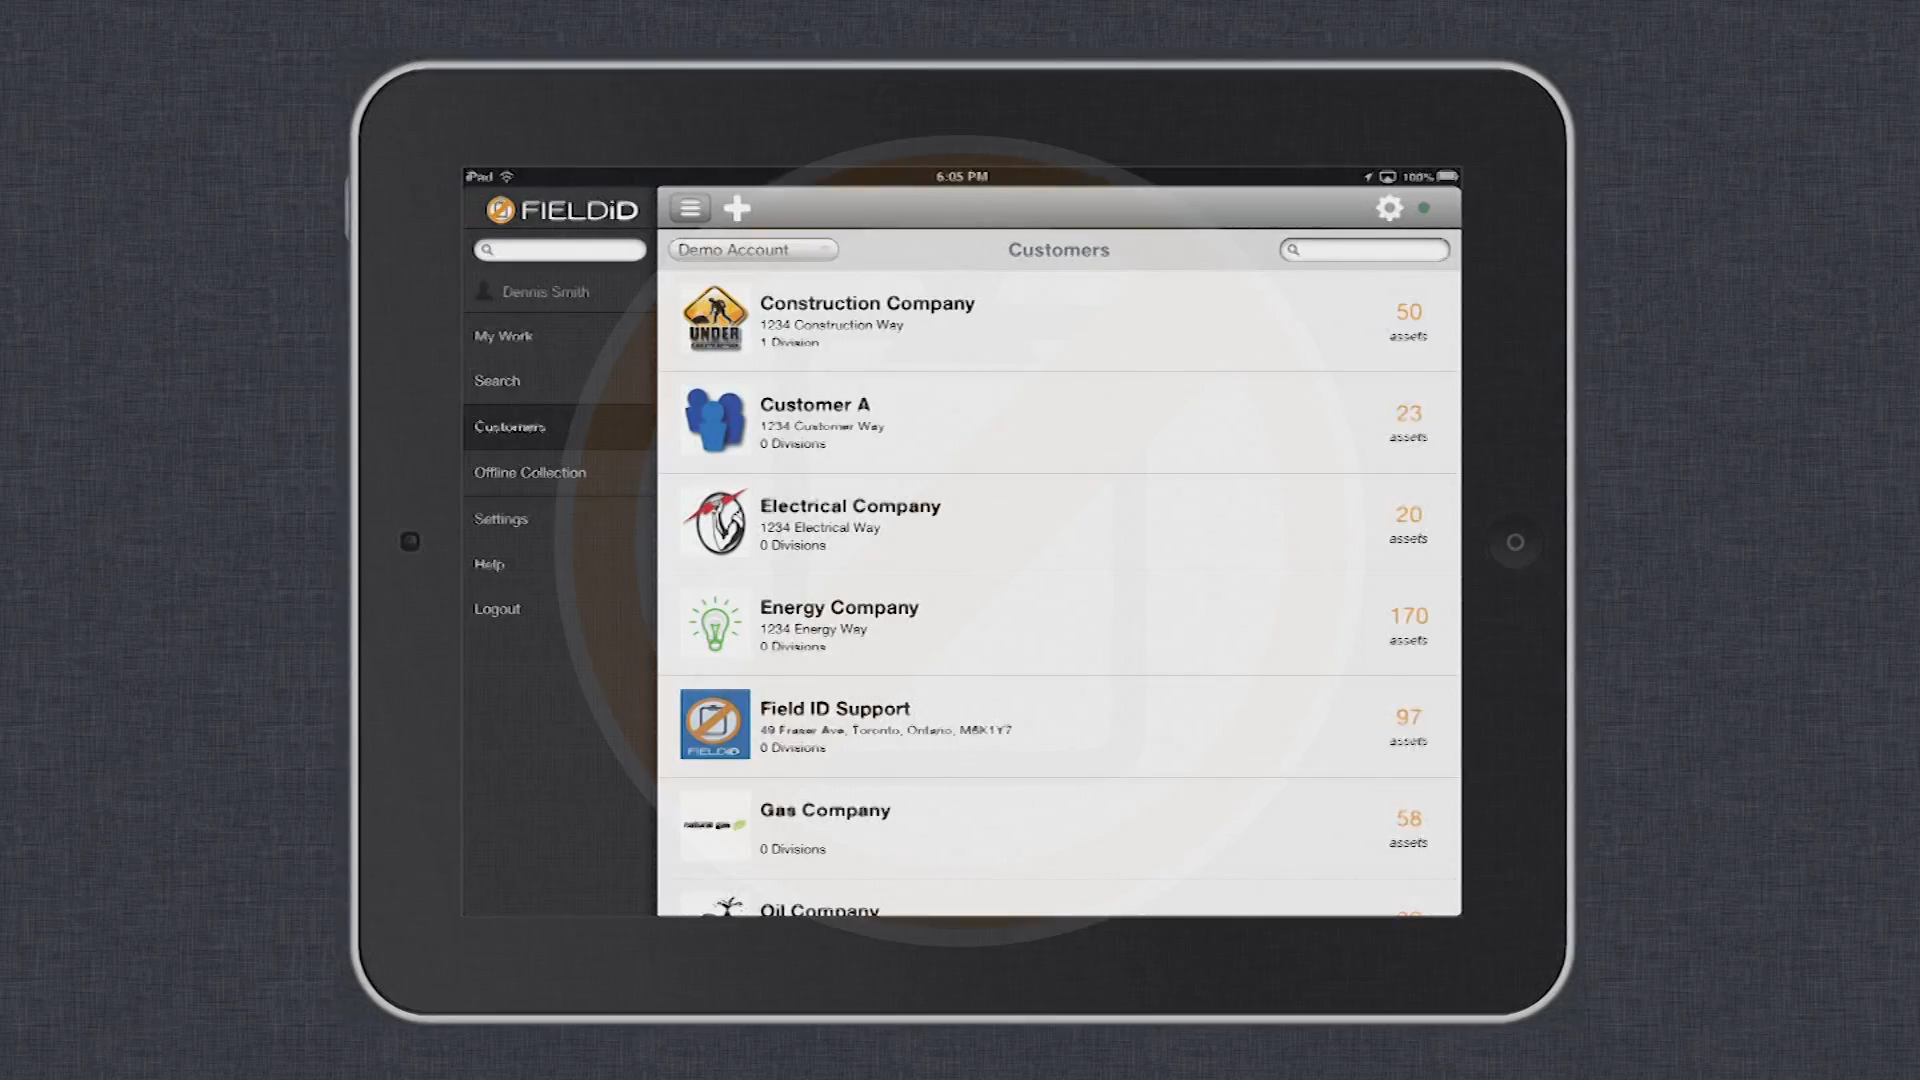 iPad
6:05 PM
100%
FIELDiD
Demo Account
Customers
Dennis Smith
My Work
Search
Customers
Offline Collection
Settings
Help
Logout
Construction Company
1234 Construction Way
1 Division
50
assets
UNDER
Customer A
1234 Customer Way
0 Divisions
23
assets
Electrical Company
1234 Electrical Way
0 Divisions
20
assets
Energy Company
1234 Energy Way
0 Divisions
170
assets
Field ID Support
49 Fraser Ave, Toronto, Ontario, M6K1Y7
0 Divisions
97
assets
FIELDiD
Gas Company
0 Divisions
58
assets
natural gas
Oil Company